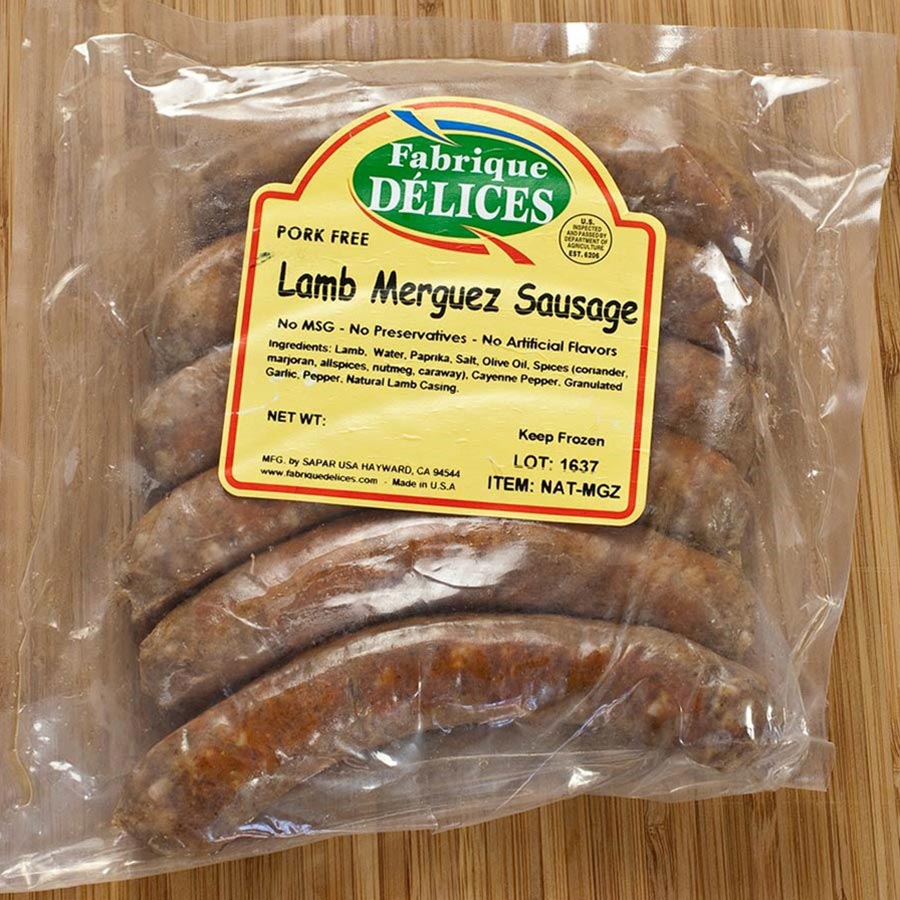 Fabrique
DÉLICES
U.S.
INSPECTED
AND PASSED BY
DEPARTMENT OF
AGRICULTURE
EST. 6206
PORK FREE
Lamb Merguez Sausage
No MSG - No Preservatives - No Artificial Flavors
Ingredients: Lamb, Water, Paprika, Salt, Olive Oil, Spices (coriander,
marjoran, allspices, nutmeg, caraway), Cayenne Pepper, Granulated
Garlic, Pepper, Natural Lamb Casing.
NET WT:
Keep Frozen
LOT: 1637
ITEM: NAT-MGZ
MFG. by SAPAR USA HAYWARD, CA 94544
www.fabriquedelices.com - Made in U.S.A